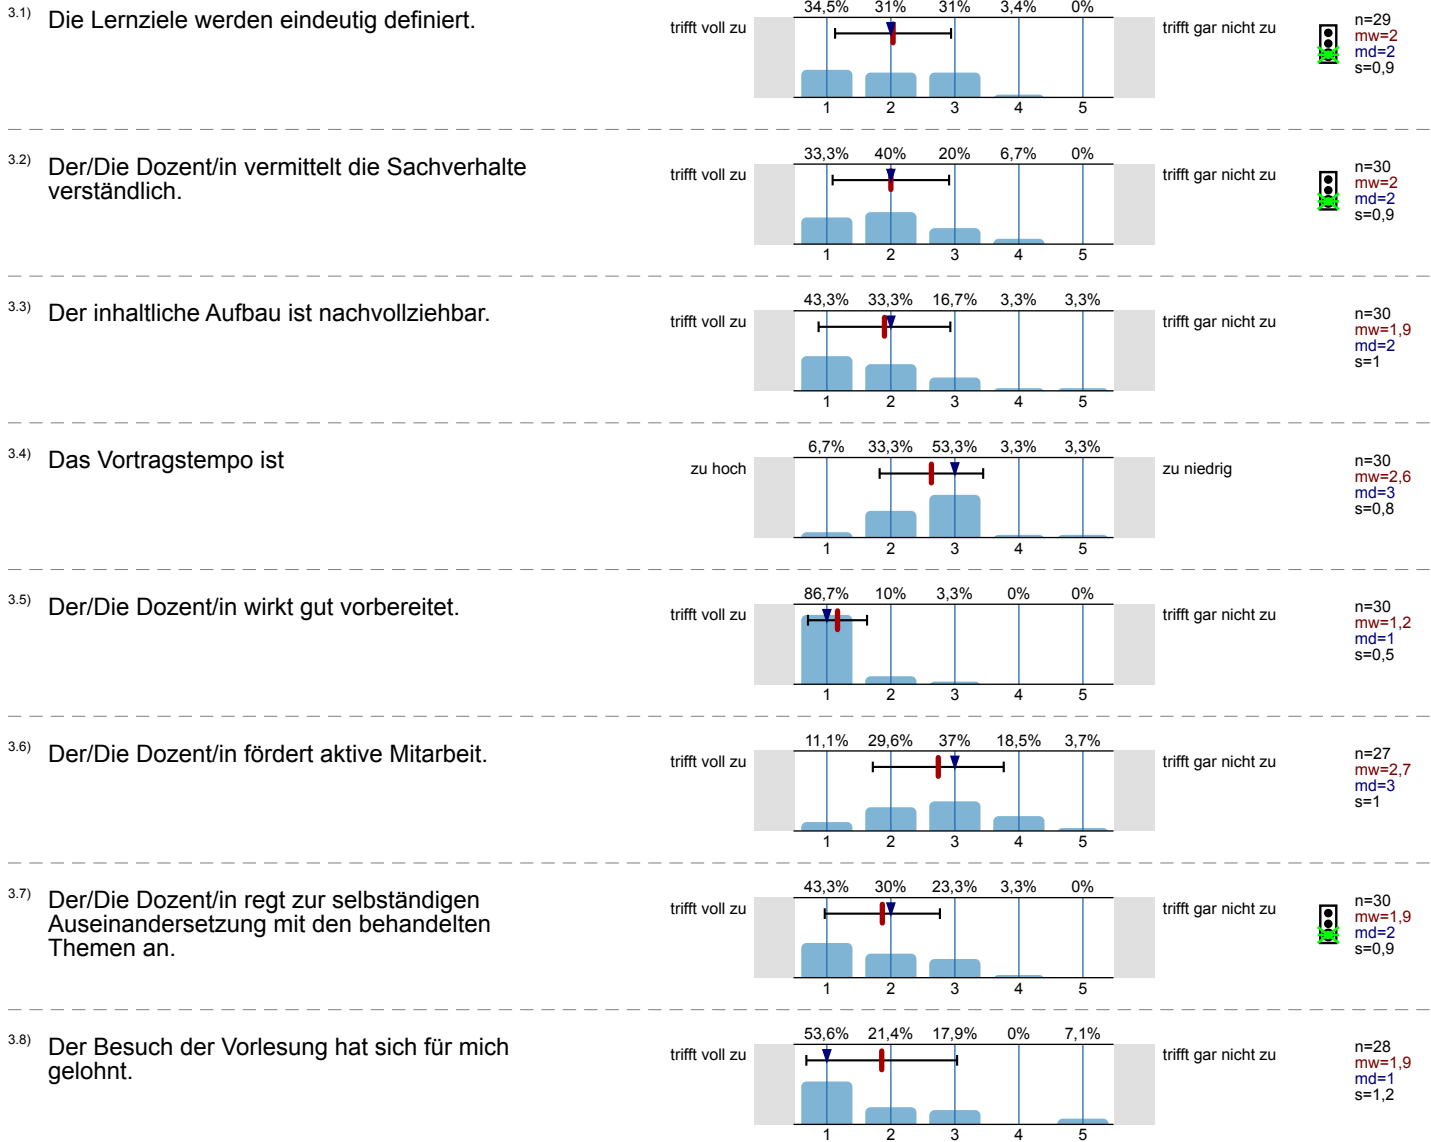 3.1) Die Lernziele werden eindeutig definiert.
34,5% 31% 31% 3,4% 0%
trifft voll zu trifft gar nicht zu
n=29
mw=2
md=2
s=0,9
1 2 3 4 5
3.2) Der/Die Dozent/in vermittelt die Sachverhalte
verständlich.
33,3% 40% 20% 6,7% 0%
trifft voll zu trifft gar nicht zu
n=30
mw=2
md=2
s=0,9
1 2 3 4 5
3.3) Der inhaltliche Aufbau ist nachvollziehbar.
43,3% 33,3% 16,7% 3,3% 3,3%
trifft voll zu trifft gar nicht zu
n=30
mw=1,9
md=2
s=1
1 2 3 4 5
3.4) Das Vortragstempo ist
6,7% 33,3% 53,3% 3,3% 3,3%
zu hoch zu niedrig
n=30
mw=2,6
md=3
s=0,8
1 2 3 4 5
3.5) Der/Die Dozent/in wirkt gut vorbereitet.
86,7% 10% 3,3% 0% 0%
trifft voll zu trifft gar nicht zu
n=30
mw=1,2
md=1
s=0,5
1 2 3 4 5
3.6) Der/Die Dozent/in fördert aktive Mitarbeit.
11,1% 29,6% 37% 18,5% 3,7%
trifft voll zu trifft gar nicht zu
n=27
mw=2,7
md=3
s=1
1 2 3 4 5
3.7) Der/Die Dozent/in regt zur selbständigen
Auseinandersetzung mit den behandelten
Themen an.
43,3% 30% 23,3% 3,3% 0%
trifft voll zu trifft gar nicht zu
n=30
mw=1,9
md=2
s=0,9
1 2 3 4 5
3.8) Der Besuch der Vorlesung hat sich für mich
gelohnt.
53,6% 21,4% 17,9% 0% 7,1%
trifft voll zu trifft gar nicht zu
n=28
mw=1,9
md=1
s=1,2
1 2 3 4 5